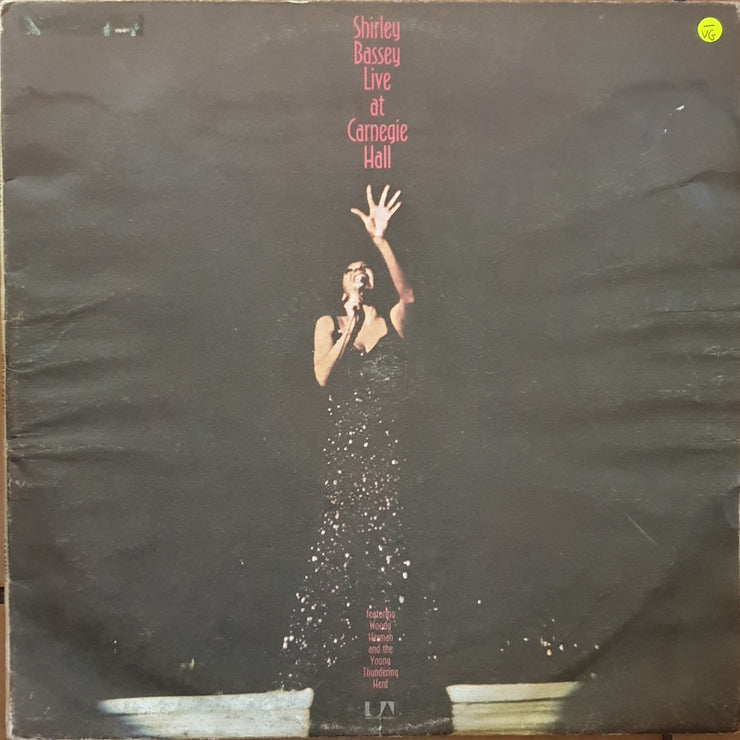 Shirley
Bassey
Live
at
Carnegie
Hall
VG
featuring
Woody
Herman
and the
Young
Thundering
Herd
UA